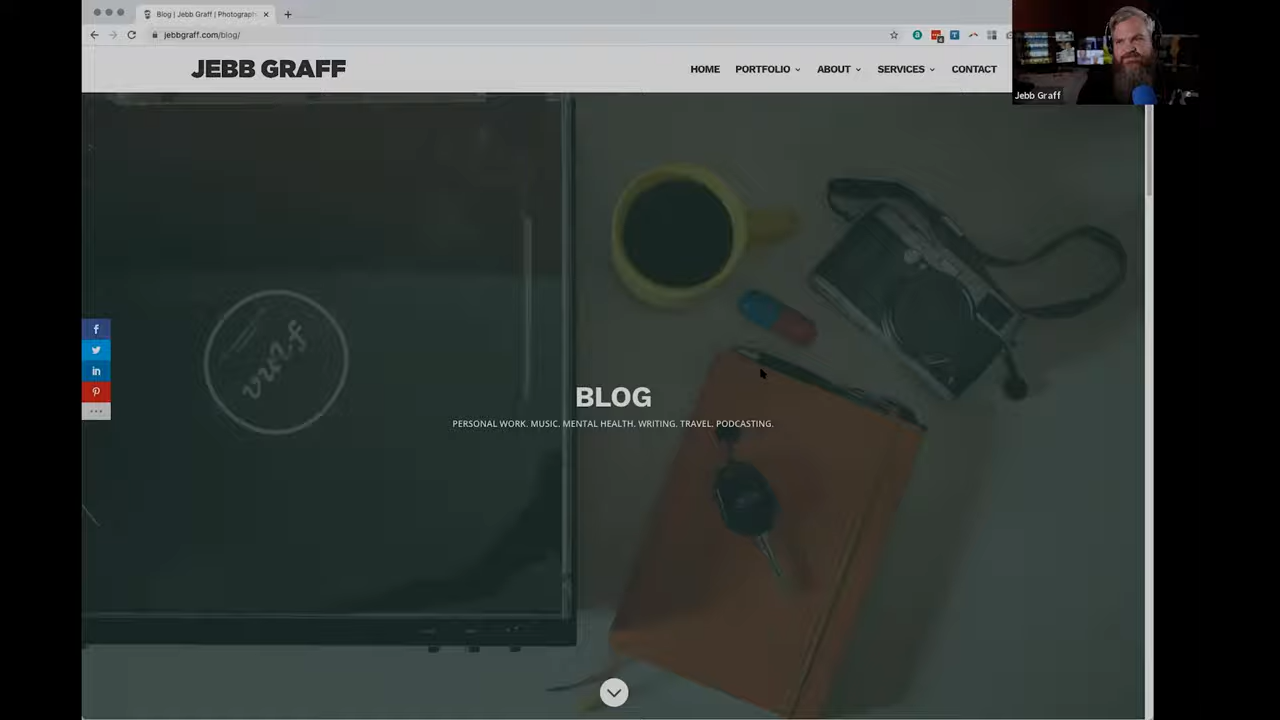 Blog | Jebb Graff | Photograph
jebbgraff.com/blog/
JEBB GRAFF
HOME
PORTFOLIO
ABOUT
SERVICES
CONTACT
Jebb Graff
BLOG
PERSONAL WORK. MUSIC. MENTAL HEALTH. WRITING. TRAVEL. PODCASTING.